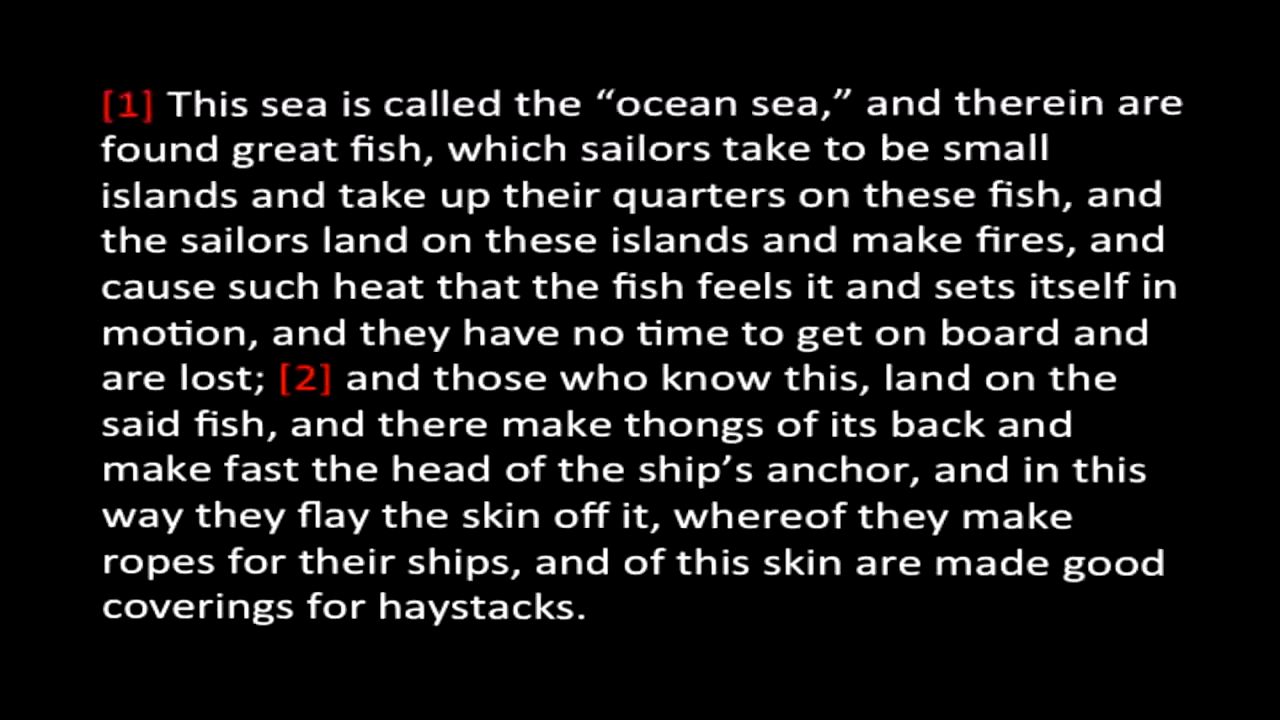 [1] This sea is called the “ocean sea,” and therein are
found great fish, which sailors take to be small
islands and take up their quarters on these fish, and
the sailors land on these islands and make fires, and
cause such heat that the fish feels it and sets itself in
motion, and they have no time to get on board and
are lost; [2] and those who know this, land on the
said fish, and there make thongs of its back and
make fast the head of the ship’s anchor, and in this
way they flay the skin off it, whereof they make
ropes for their ships, and of this skin are made good
coverings for haystacks.